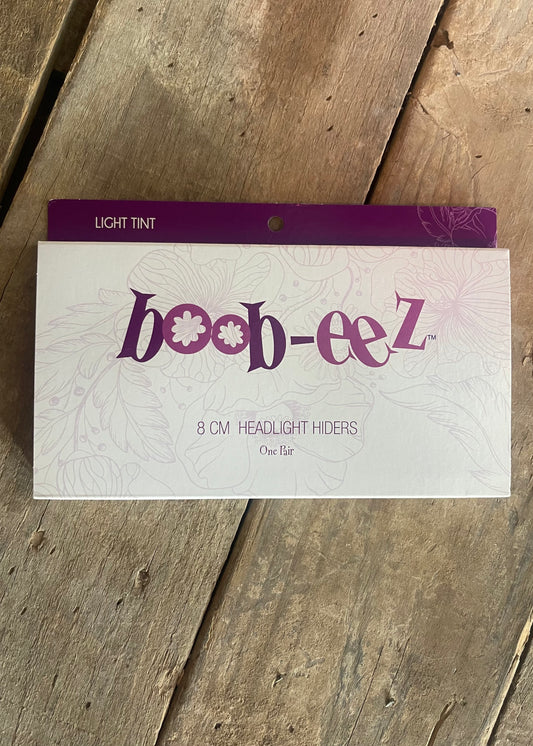 LIGHT TINT
boob-eez™
8 CM HEADLIGHT HIDERS
One Pair